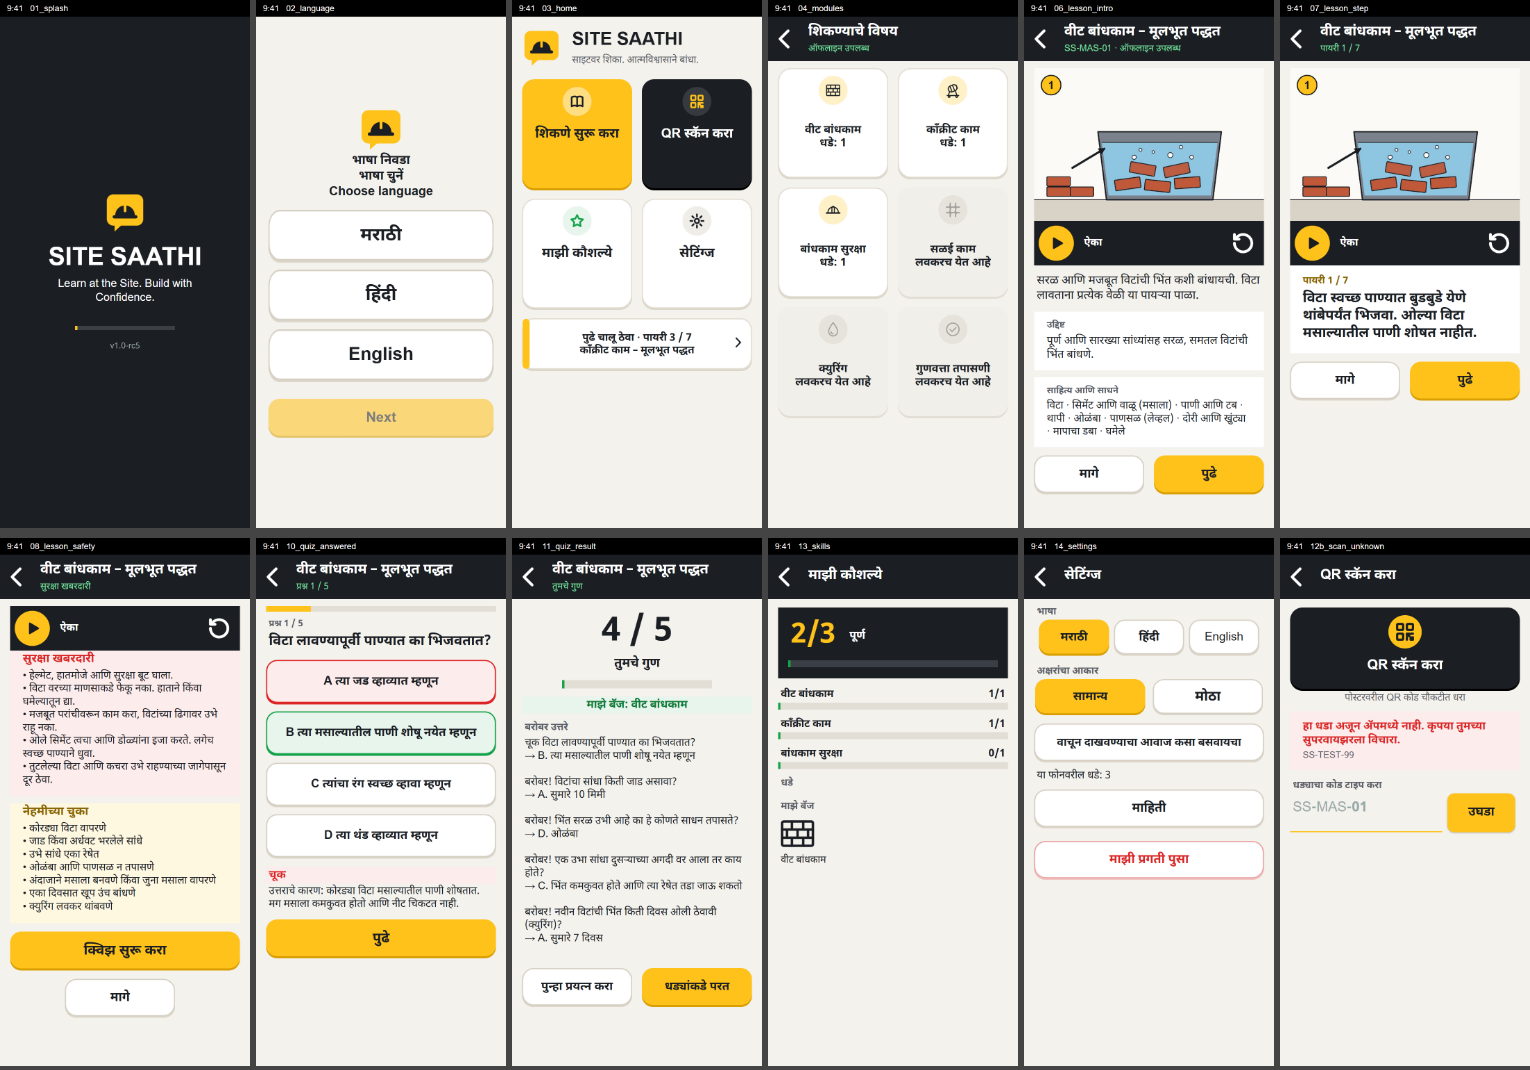 9:41 01_splash
SITE SAATHI
Learn at the Site. Build with
Confidence.
v1.0-rc5
9:41 02_language
भाषा निवडा
भाषा चुनें
Choose language
मराठी
हिंदी
English
Next
9:41 03_home
SITE SAATHI
साइटवर शिका. आत्मविश्वासाने बांधा.
शिकणे सुरू करा
QR स्कॅन करा
माझी कौशल्ये
सेटिंग्ज
पुढे चालू ठेवा · पायरी 3 / 7
काँक्रीट काम – मूलभूत पद्धत
9:41 04_modules
शिकण्याचे विषय
ऑफलाइन उपलब्ध
वीट बांधकाम
धडे: 1
काँक्रीट काम
धडे: 1
बांधकाम सुरक्षा
धडे: 1
सळई काम
लवकरच येत आहे
क्युरिंग
लवकरच येत आहे
गुणवत्ता तपासणी
लवकरच येत आहे
9:41 06_lesson_intro
वीट बांधकाम – मूलभूत पद्धत
SS-MAS-01 · ऑफलाइन उपलब्ध
1
ऐका
सरळ आणि मजबूत विटांची भिंत कशी बांधायची. विटा
लावताना प्रत्येक वेळी या पायऱ्या पाळा.
उद्दिष्ट
पूर्ण आणि सारख्या सांध्यांसह सरळ, समतल विटांची
भिंत बांधणे.
साहित्य आणि साधने
विटा · सिमेंट आणि वाळू (मसाला) · पाणी आणि टब ·
थापी · ओळंबा · पाणसळ (लेव्हल) · दोरी आणि खुंट्या
· मापाचा डबा · घमेले
मागे
पुढे
9:41 07_lesson_step
वीट बांधकाम – मूलभूत पद्धत
पायरी 1 / 7
1
ऐका
पायरी 1 / 7
विटा स्वच्छ पाण्यात बुडबुडे येणे
थांबेपर्यंत भिजवा. ओल्या विटा
मसाल्यातील पाणी शोषत नाहीत.
मागे
पुढे
9:41 08_lesson_safety
वीट बांधकाम – मूलभूत पद्धत
सुरक्षा खबरदारी
ऐका
सुरक्षा खबरदारी
• हेल्मेट, हातमोजे आणि सुरक्षा बूट घाला.
• विटा वरच्या माणसाकडे फेकू नका. हाताने किंवा
घमेल्यातून द्या.
• मजबूत परांचीवरून काम करा, विटांच्या ढिगावर उभे
राहू नका.
• ओले सिमेंट त्वचा आणि डोळ्यांना इजा करते. लगेच
स्वच्छ पाण्याने धुवा.
• तुटलेल्या विटा आणि कचरा उभे राहण्याच्या जागेपासून
दूर ठेवा.
नेहमीच्या चुका
• कोरड्या विटा वापरणे
• जाड किंवा अर्धवट भरलेले सांधे
• उभे सांधे एका रेषेत
• ओळंबा आणि पाणसळ न तपासणे
• अंदाजाने मसाला बनवणे किंवा जुना मसाला वापरणे
• एका दिवसात खूप उंच बांधणे
• क्युरिंग लवकर थांबवणे
क्विझ सुरू करा
मागे
9:41 10_quiz_answered
वीट बांधकाम – मूलभूत पद्धत
प्रश्न 1 / 5
प्रश्न 1 / 5
विटा लावण्यापूर्वी पाण्यात का भिजवतात?
A त्या जड व्हाव्यात म्हणून
B त्या मसाल्यातील पाणी शोषू नयेत म्हणून
C त्यांचा रंग स्वच्छ व्हावा म्हणून
D त्या थंड व्हाव्यात म्हणून
चूक
उत्तराचे कारण: कोरड्या विटा मसाल्यातील पाणी शोषतात.
मग मसाला कमकुवत होतो आणि नीट चिकटत नाही.
पुढे
9:41 11_quiz_result
वीट बांधकाम – मूलभूत पद्धत
तुमचे गुण
4 / 5
तुमचे गुण
माझे बॅज: वीट बांधकाम
बरोबर उत्तरे
चूक विटा लावण्यापूर्वी पाण्यात का भिजवतात?
→ B. त्या मसाल्यातील पाणी शोषू नयेत म्हणून
बरोबर! विटांचा सांधा किती जाड असावा?
→ A. सुमारे 10 मिमी
बरोबर! भिंत सरळ उभी आहे का हे कोणते साधन तपासते?
→ D. ओळंबा
बरोबर! एक उभा सांधा दुसऱ्याच्या अगदी वर आला तर काय
होते?
→ C. भिंत कमकुवत होते आणि त्या रेषेत तडा जाऊ शकतो
बरोबर! नवीन विटांची भिंत किती दिवस ओली ठेवावी
(क्युरिंग)?
→ A. सुमारे 7 दिवस
पुन्हा प्रयत्न करा
धड्यांकडे परत
9:41 13_skills
माझी कौशल्ये
2/3 पूर्ण
वीट बांधकाम 1/1
काँक्रीट काम 1/1
बांधकाम सुरक्षा 0/1
धडे
माझे बॅज
वीट बांधकाम
9:41 14_settings
सेटिंग्ज
भाषा
मराठी
हिंदी
English
अक्षरांचा आकार
सामान्य
मोठा
वाचून दाखवण्याचा आवाज कसा बसवायचा
या फोनवरील धडे: 3
माहिती
माझी प्रगती पुसा
9:41 12b_scan_unknown
QR स्कॅन करा
QR स्कॅन करा
पोस्टरवरील QR कोड चौकटीत धरा
हा धडा अजून ॲपमध्ये नाही. कृपया तुमच्या
सुपरवायझरला विचारा.
SS-TEST-99
धड्याचा कोड टाइप करा
SS-MAS-01
उघडा